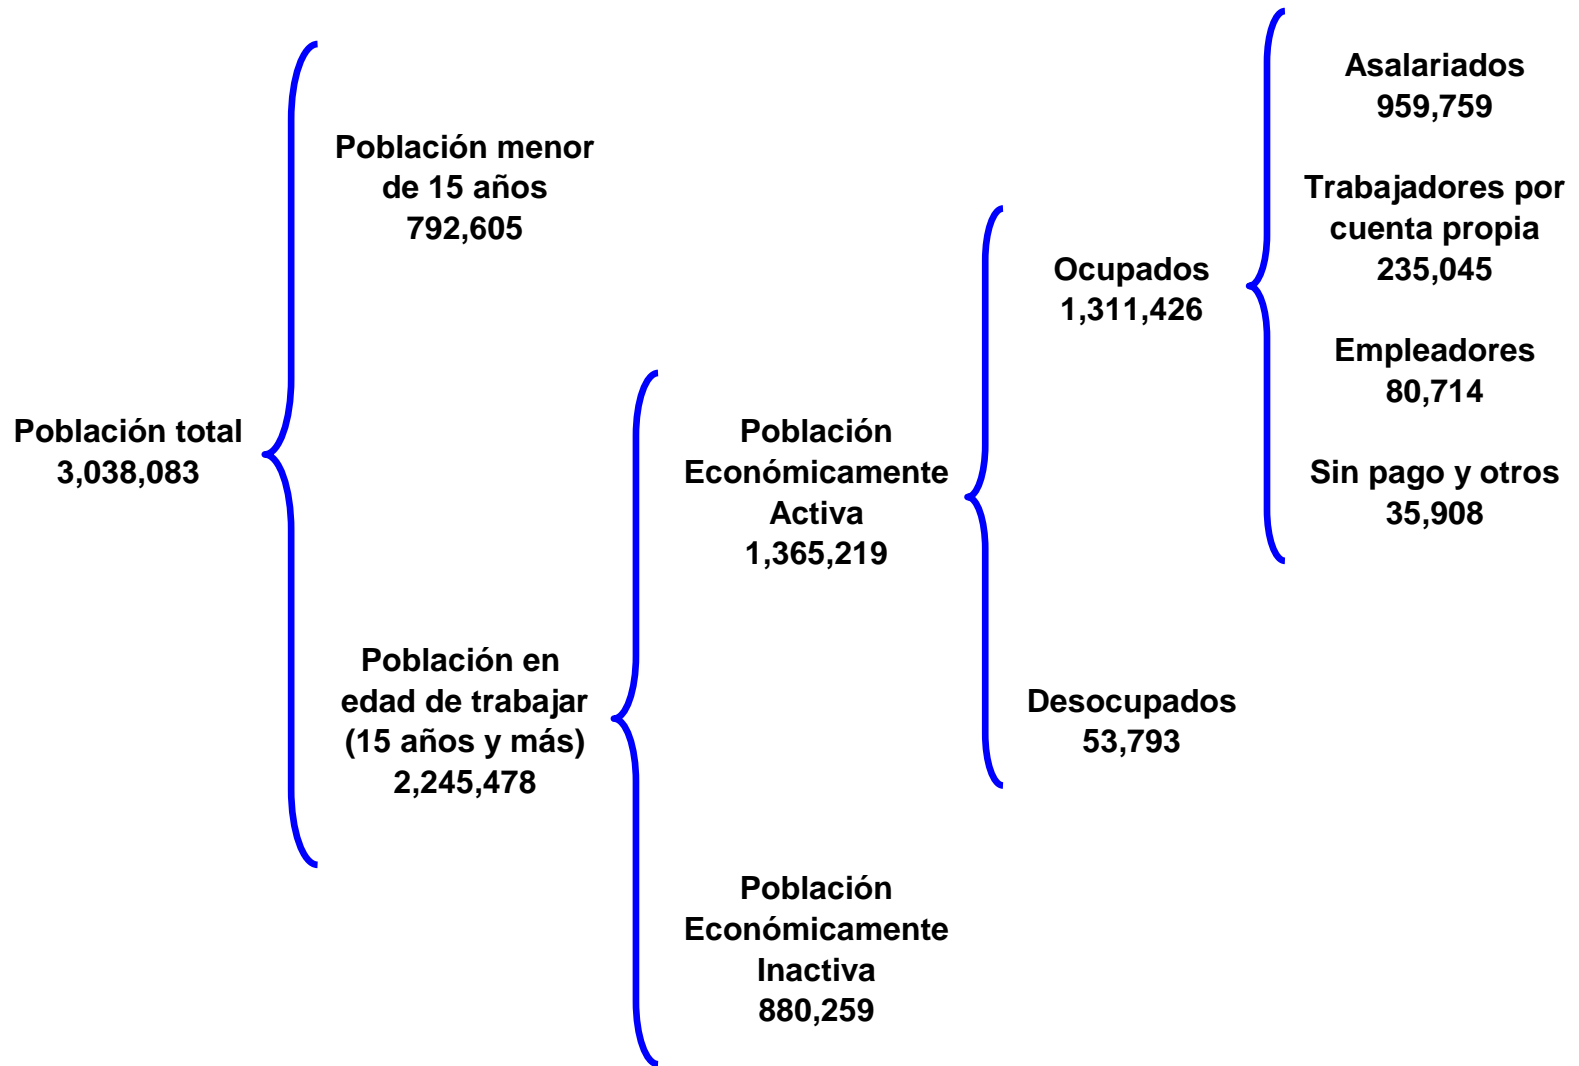 Población total
3,038,083
Población menor
de 15 años
792,605
Población en
edad de trabajar
(15 años y más)
2,245,478
Población
Económicamente
Activa
1,365,219
Población
Económicamente
Inactiva
880,259
Ocupados
1,311,426
Desocupados
53,793
Asalariados
959,759
Trabajadores por
cuenta propia
235,045
Empleadores
80,714
Sin pago y otros
35,908